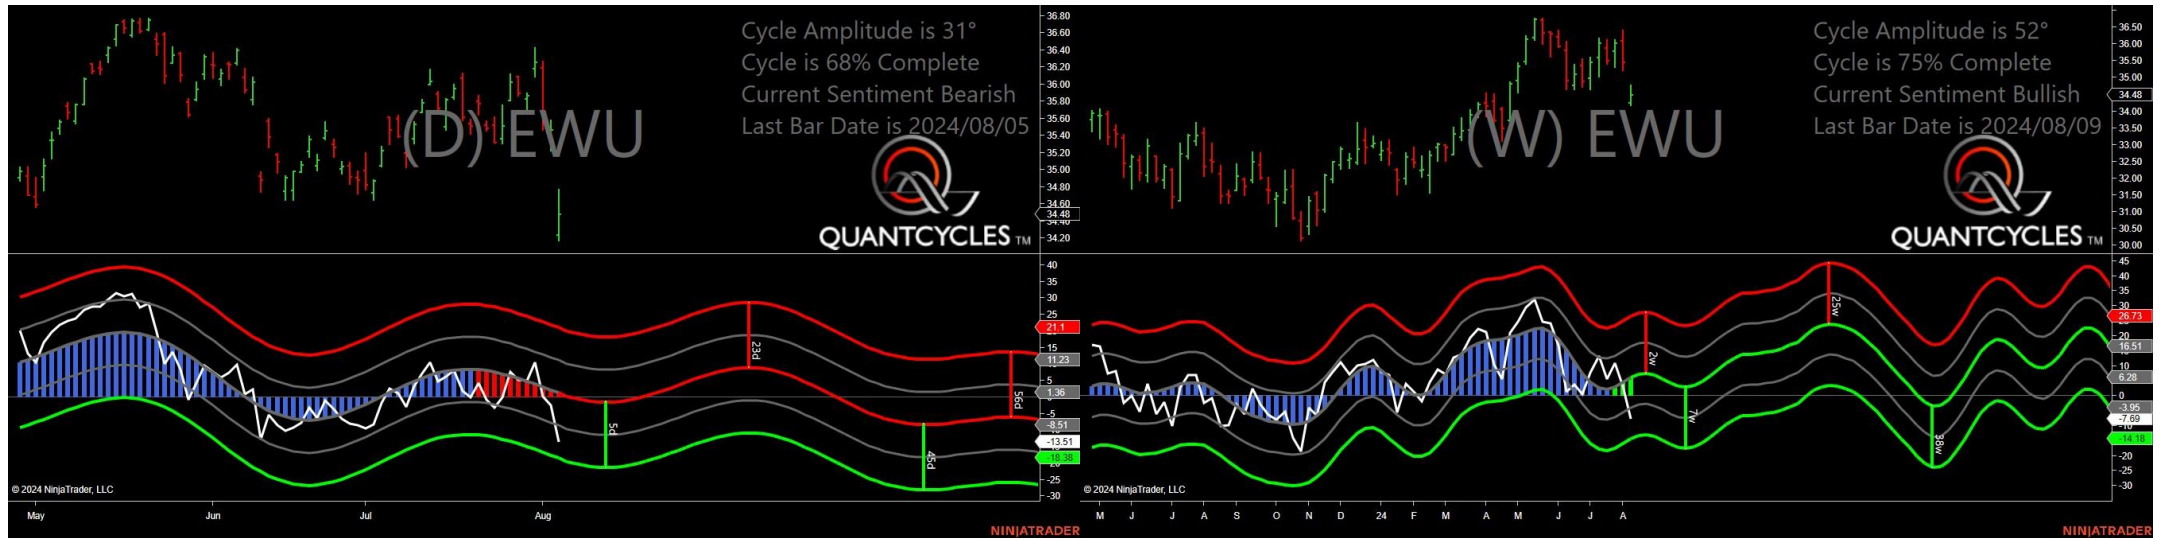 Cycle Amplitude is 31°
Cycle is 68% Complete
Current Sentiment Bearish
Last Bar Date is 2024/08/05
(D) EWU
QUANTCYCLES TM
36.80
36.60
36.40
36.20
36.00
35.80
35.60
35.40
35.20
35.00
34.80
34.60
34.48
34.40
34.20
40
35
30
25
21.1
15
11.23
5
1.36
-5
-8.51
-13.51
-18.38
-25
-30
5d
23d
45d
56d
© 2024 NinjaTrader, LLC
May
Jun
Jul
Aug
NINJATRADER
Cycle Amplitude is 52°
Cycle is 75% Complete
Current Sentiment Bullish
Last Bar Date is 2024/08/09
(W) EWU
QUANTCYCLES TM
36.50
36.00
35.50
35.00
34.48
34.00
33.50
33.00
32.50
32.00
31.50
31.00
30.50
30.00
45
40
35
30
26.73
20
16.51
10
6.28
0
-3.95
-7.69
-14.18
-20
-25
-30
2w
7w
25w
38w
© 2024 NinjaTrader, LLC
M J J A S O N D 24 F M A M J J A
NINJATRADER